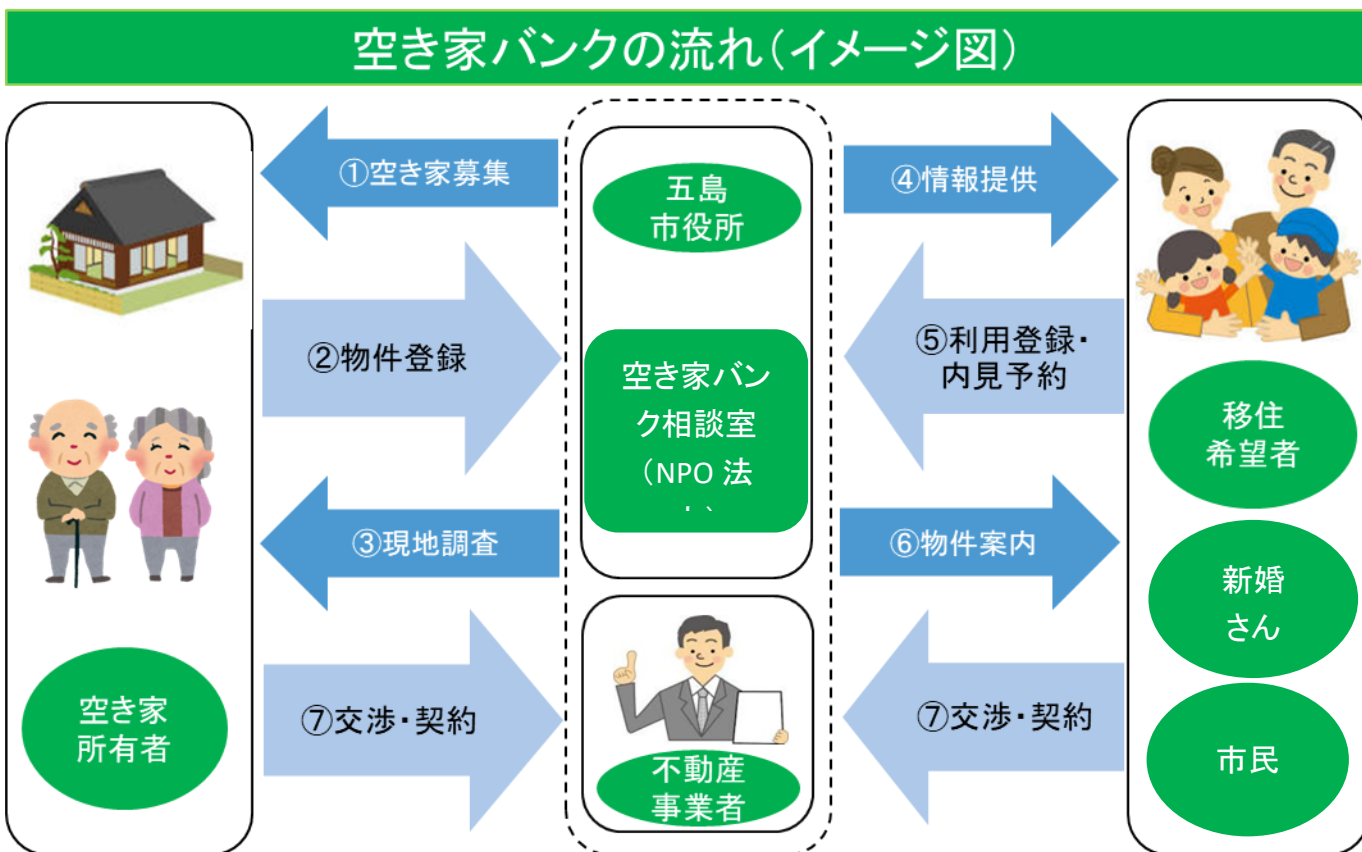 空き家バンクの流れ(イメージ図)
①空き家募集
②物件登録
③現地調査
⑦交渉・契約
空き家
所有者
五島
市役所
空き家バン
ク相談室
(NPO 法
不動産
事業者
④情報提供
⑤利用登録・
内見予約
⑥物件案内
⑦交渉・契約
移住
希望者
新婚
さん
市民